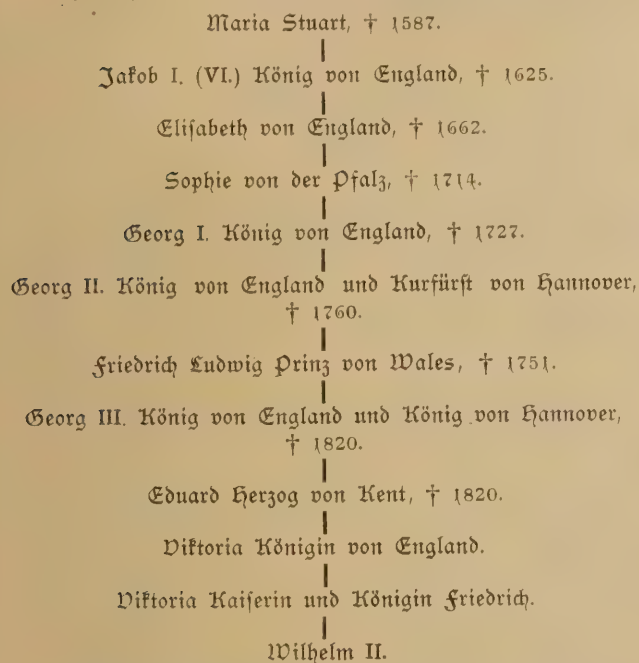 Maria Stuart, † 1587.
Jakob I. (VI.) König von England, † 1625.
Elisabeth von England, † 1662.
Sophie von der Pfalz, † 1714.
Georg I. König von England, † 1727.
Georg II. König von England und Kurfürst von Hannover,
† 1760.
Friedrich Ludwig Prinz von Wales, † 1751.
Georg III. König von England und König von Hannover,
† 1820.
Eduard Herzog von Kent, † 1820.
Viktoria Königin von England.
Viktoria Kaiserin und Königin Friedrich.
Wilhelm II.